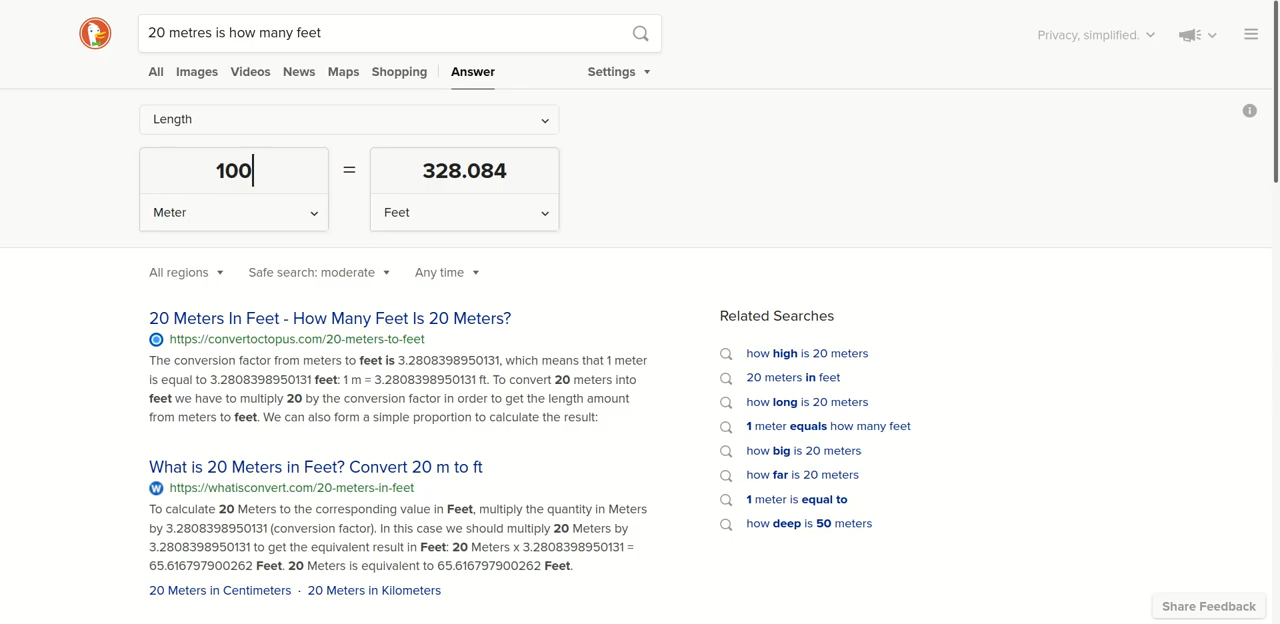 20 metres is how many feet
Privacy, simplified.
All Images Videos News Maps Shopping Answer Settings
Length
100 = 328.084
Meter Feet
All regions Safe search: moderate Any time
20 Meters In Feet - How Many Feet Is 20 Meters?
https://convertoctopus.com/20-meters-to-feet
The conversion factor from meters to feet is 3.2808398950131, which means that 1 meter
is equal to 3.2808398950131 feet: 1 m = 3.2808398950131 ft. To convert 20 meters into
feet we have to multiply 20 by the conversion factor in order to get the length amount
from meters to feet. We can also form a simple proportion to calculate the result:
W
What is 20 Meters in Feet? Convert 20 m to ft
https://whatisconvert.com/20-meters-in-feet
To calculate 20 Meters to the corresponding value in Feet, multiply the quantity in Meters
by 3.2808398950131 (conversion factor). In this case we should multiply 20 Meters by
3.2808398950131 to get the equivalent result in Feet: 20 Meters x 3.2808398950131 =
65.616797900262 Feet. 20 Meters is equivalent to 65.616797900262 Feet.
20 Meters in Centimeters · 20 Meters in Kilometers
Related Searches
how high is 20 meters
20 meters in feet
how long is 20 meters
1 meter equals how many feet
how big is 20 meters
how far is 20 meters
1 meter is equal to
how deep is 50 meters
Share Feedback